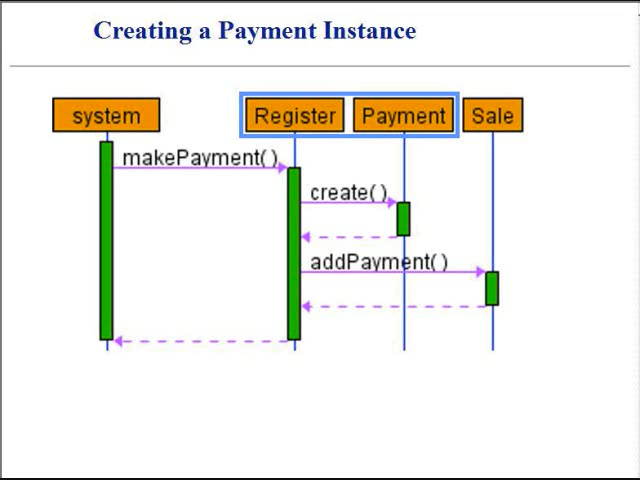 Creating a Payment Instance
system
Register
Payment
Sale
makePayment( )
create( )
addPayment( )